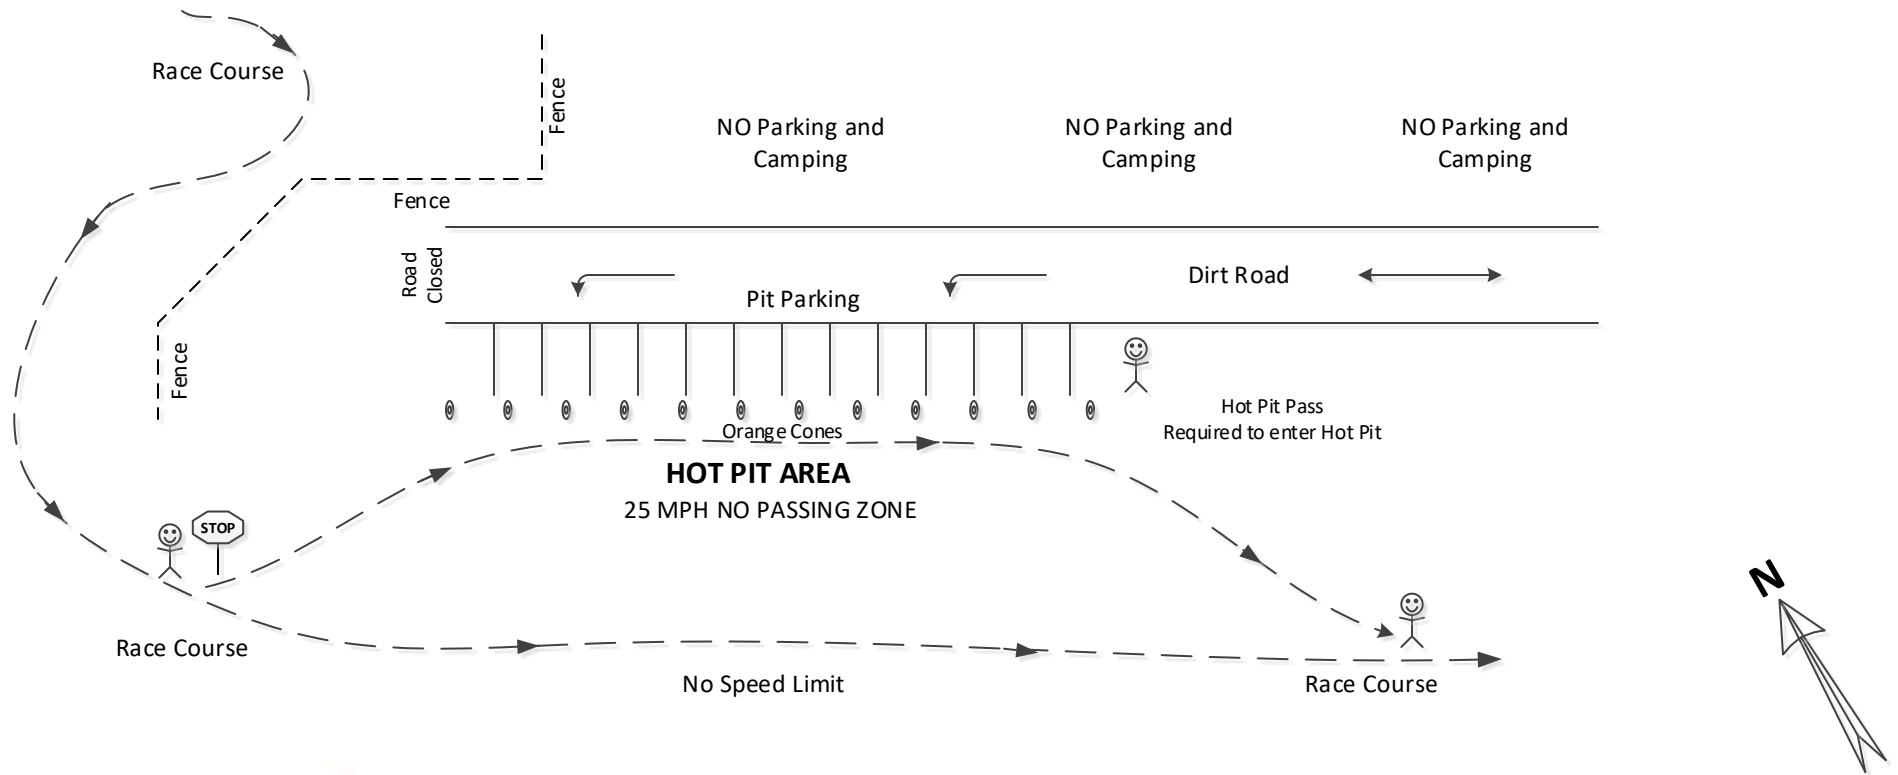 Race Course
Fence
NO Parking and
Camping
NO Parking and
Camping
NO Parking and
Camping
Fence
Road
Closed
Dirt Road
Pit Parking
Fence
Hot Pit Pass
Required to enter Hot Pit
Orange Cones
HOT PIT AREA
25 MPH NO PASSING ZONE
STOP
N
Race Course
No Speed Limit
Race Course